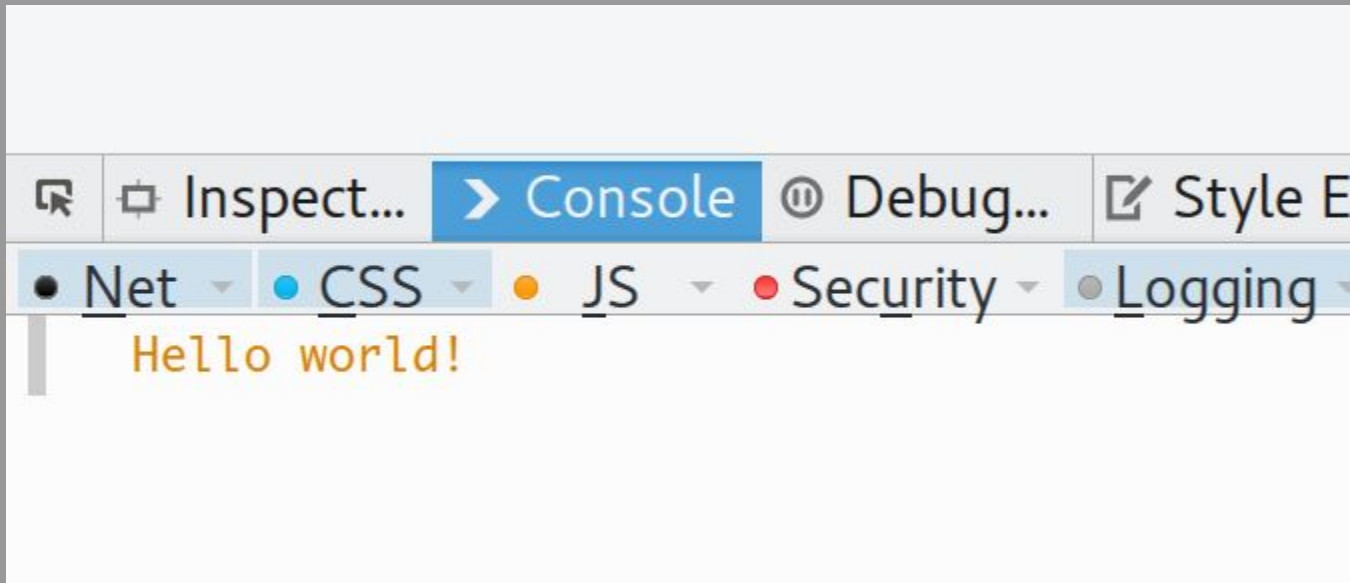 Inspect... Console Debug... Style E
Net CSS JS Security Logging
Hello world!